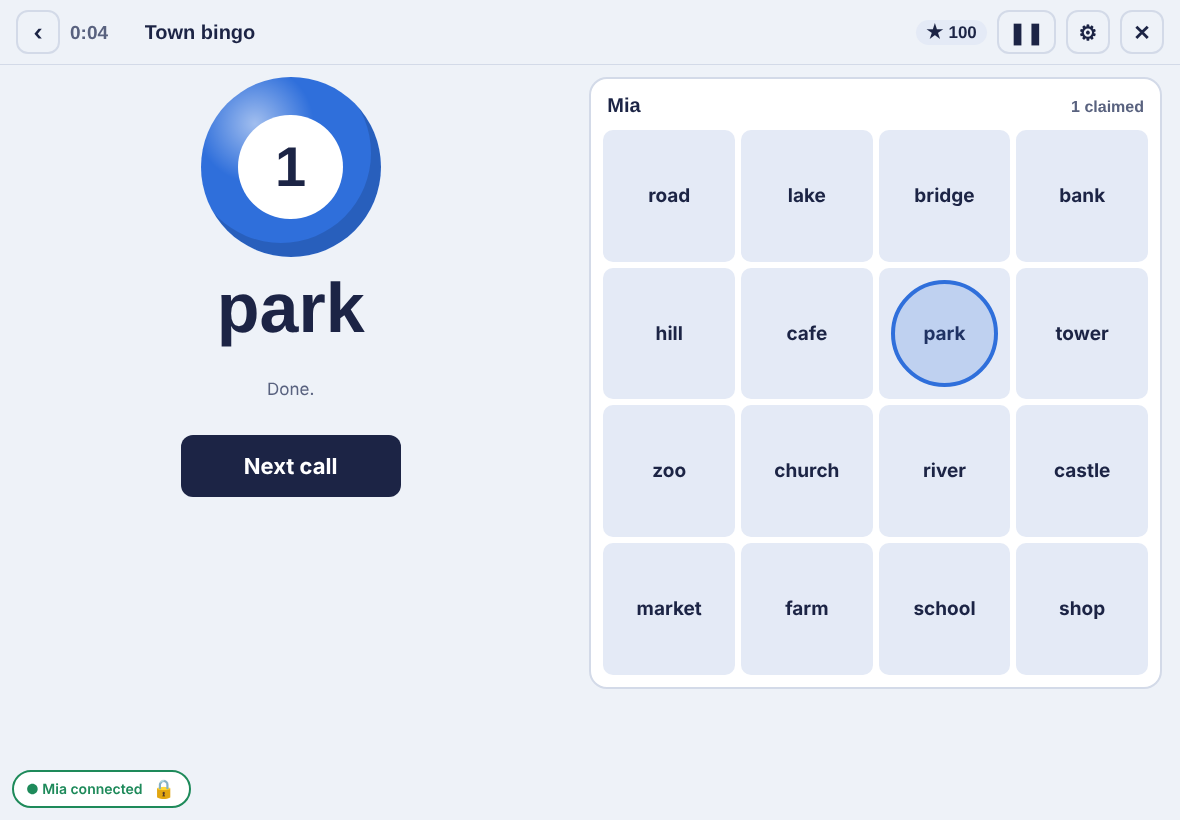 0:04 Town bingo ★ 100
1
park
Done.
Next call
Mia 1 claimed
road lake bridge bank
hill cafe park tower
zoo church river castle
market farm school shop
Mia connected